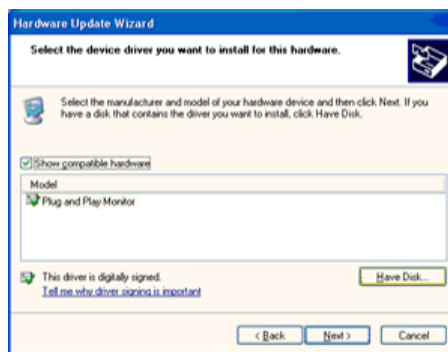 Hardware Update Wizard
Select the device driver you want to install for this hardware.
Select the manufacturer and model of your hardware device and then click Next. If you
have a disk that contains the driver you want to install, click Have Disk.
Show compatible hardware
Model
Plug and Play Monitor
This driver is digitally signed.
Have Disk...
Tell me why driver signing is important
< Back
Next >
Cancel